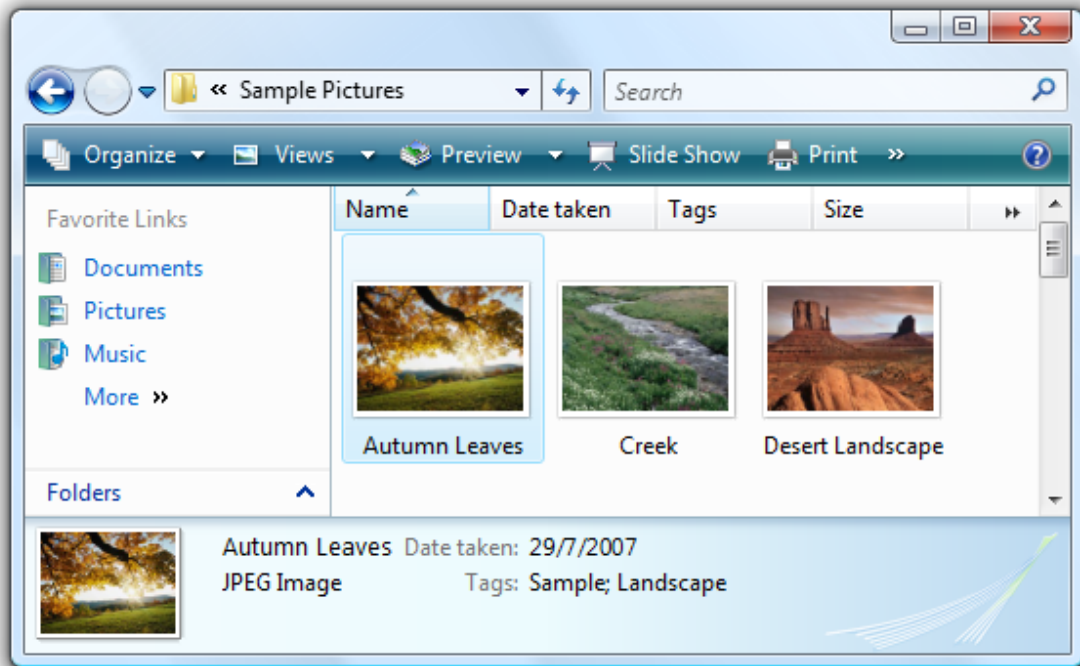 « Sample Pictures
Search
Organize Views Preview Slide Show Print »
Favorite Links
Documents
Pictures
Music
More »
Folders
Name Date taken Tags Size
Autumn Leaves Creek Desert Landscape
Autumn Leaves Date taken: 29/7/2007
JPEG Image Tags: Sample; Landscape